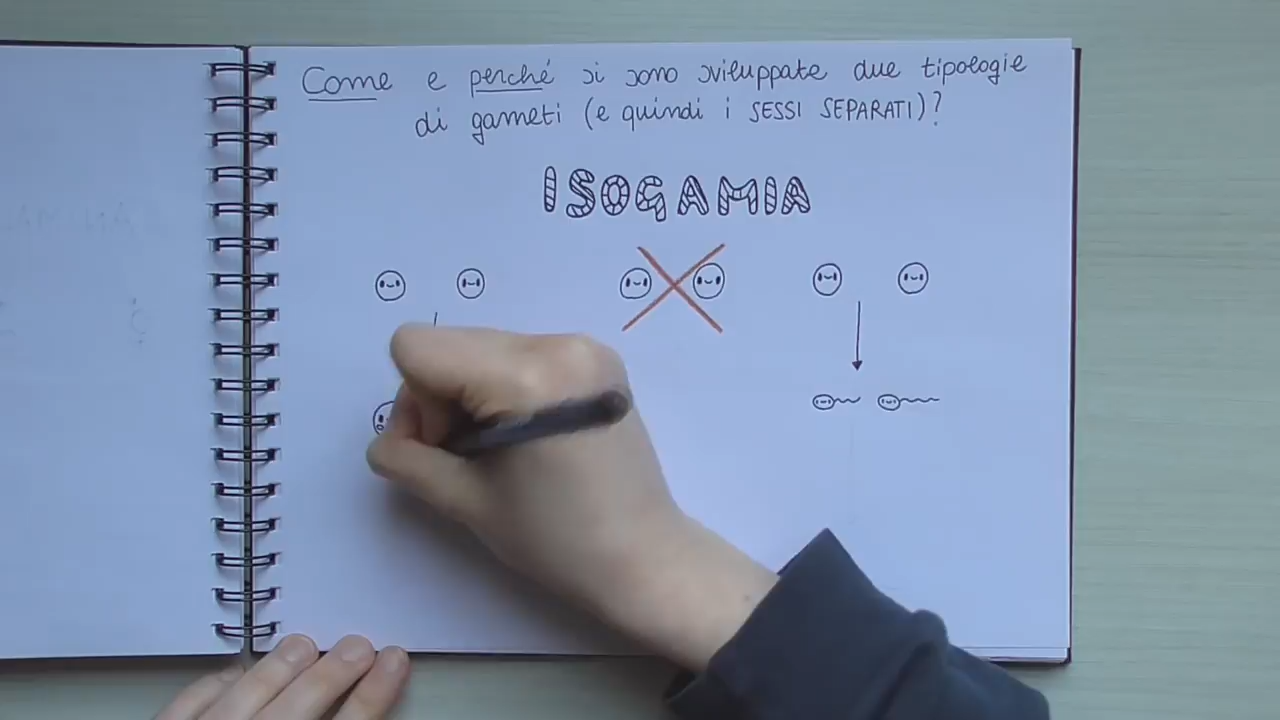 Come e perché si sono sviluppate due tipologie
di gameti (e quindi i SESSI SEPARATI)?
ISOGAMIA